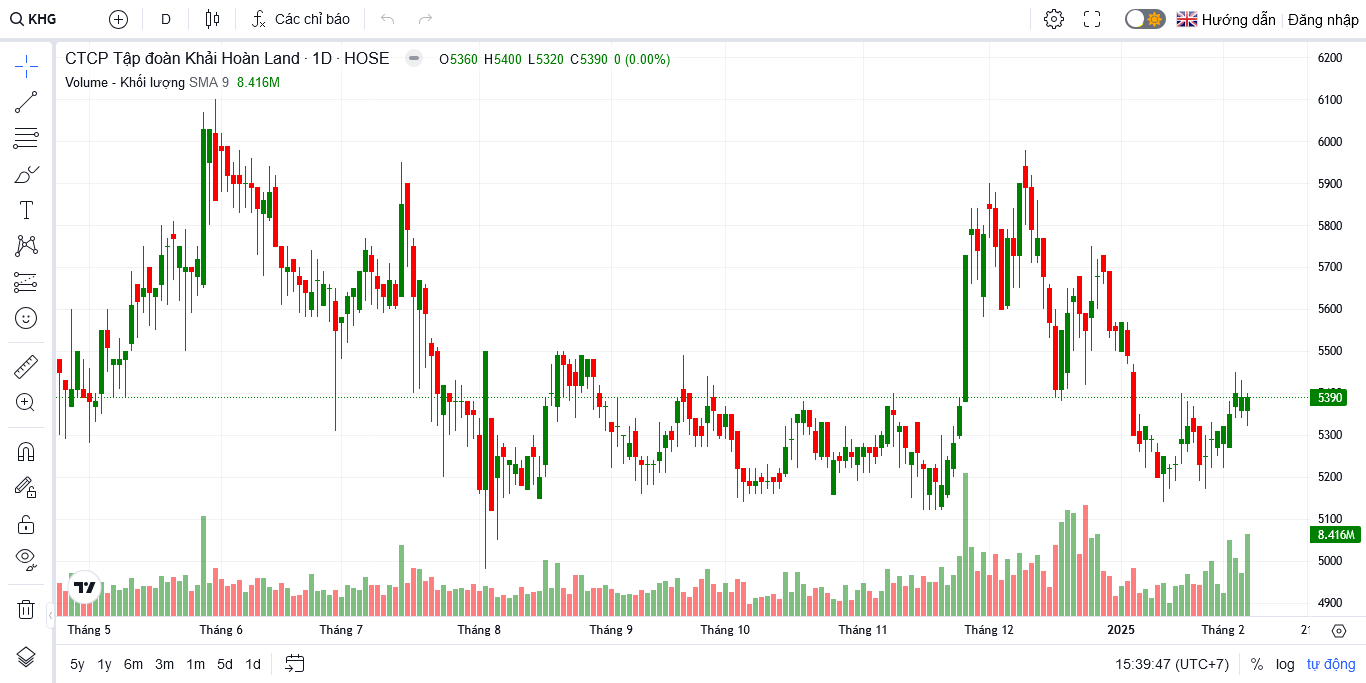 KHG D Các chỉ báo Hướng dẫn Đăng nhập
CTCP Tập đoàn Khải Hoàn Land · 1D · HOSE O5360 H5400 L5320 C5390 0 (0.00%)
Volume - Khối lượng SMA 9 8.416M
6200
6100
6000
5900
5800
5700
5600
5500
5390
5300
5200
5100
8.416M
5000
4900
Tháng 5 Tháng 6 Tháng 7 Tháng 8 Tháng 9 Tháng 10 Tháng 11 Tháng 12 2025 Tháng 2
5y 1y 6m 3m 1m 5d 1d 15:39:47 (UTC+7) % log tự động